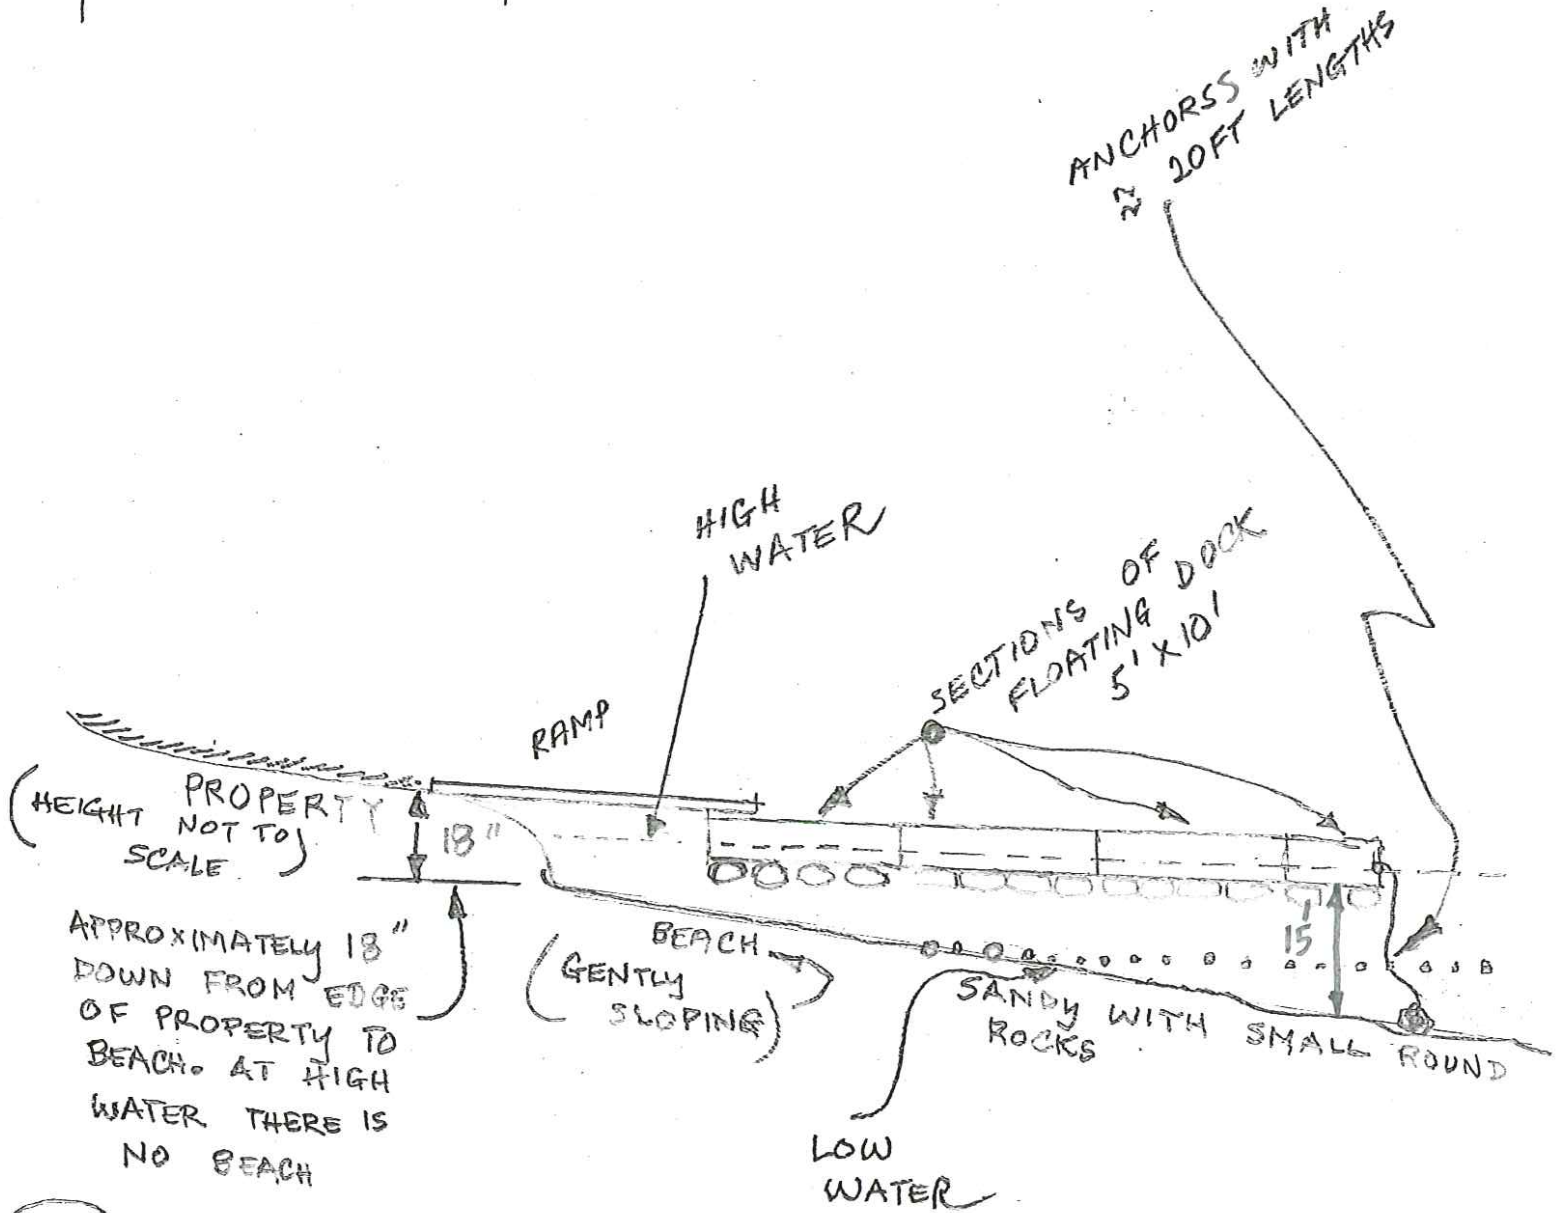 ANCHORSS WITH
≈ 20FT LENGTHS
HIGH
WATER
SECTIONS OF
FLOATING DOCK
5' X 10'
RAMP
PROPERTY
(HEIGHT NOT TO
SCALE)
18"
APPROXIMATELY 18"
DOWN FROM EDGE
OF PROPERTY TO
BEACH. AT HIGH
WATER THERE IS
NO BEACH
BEACH
(GENTLY
SLOPING)
15'
SANDY WITH SMALL ROUND
ROCKS
LOW
WATER